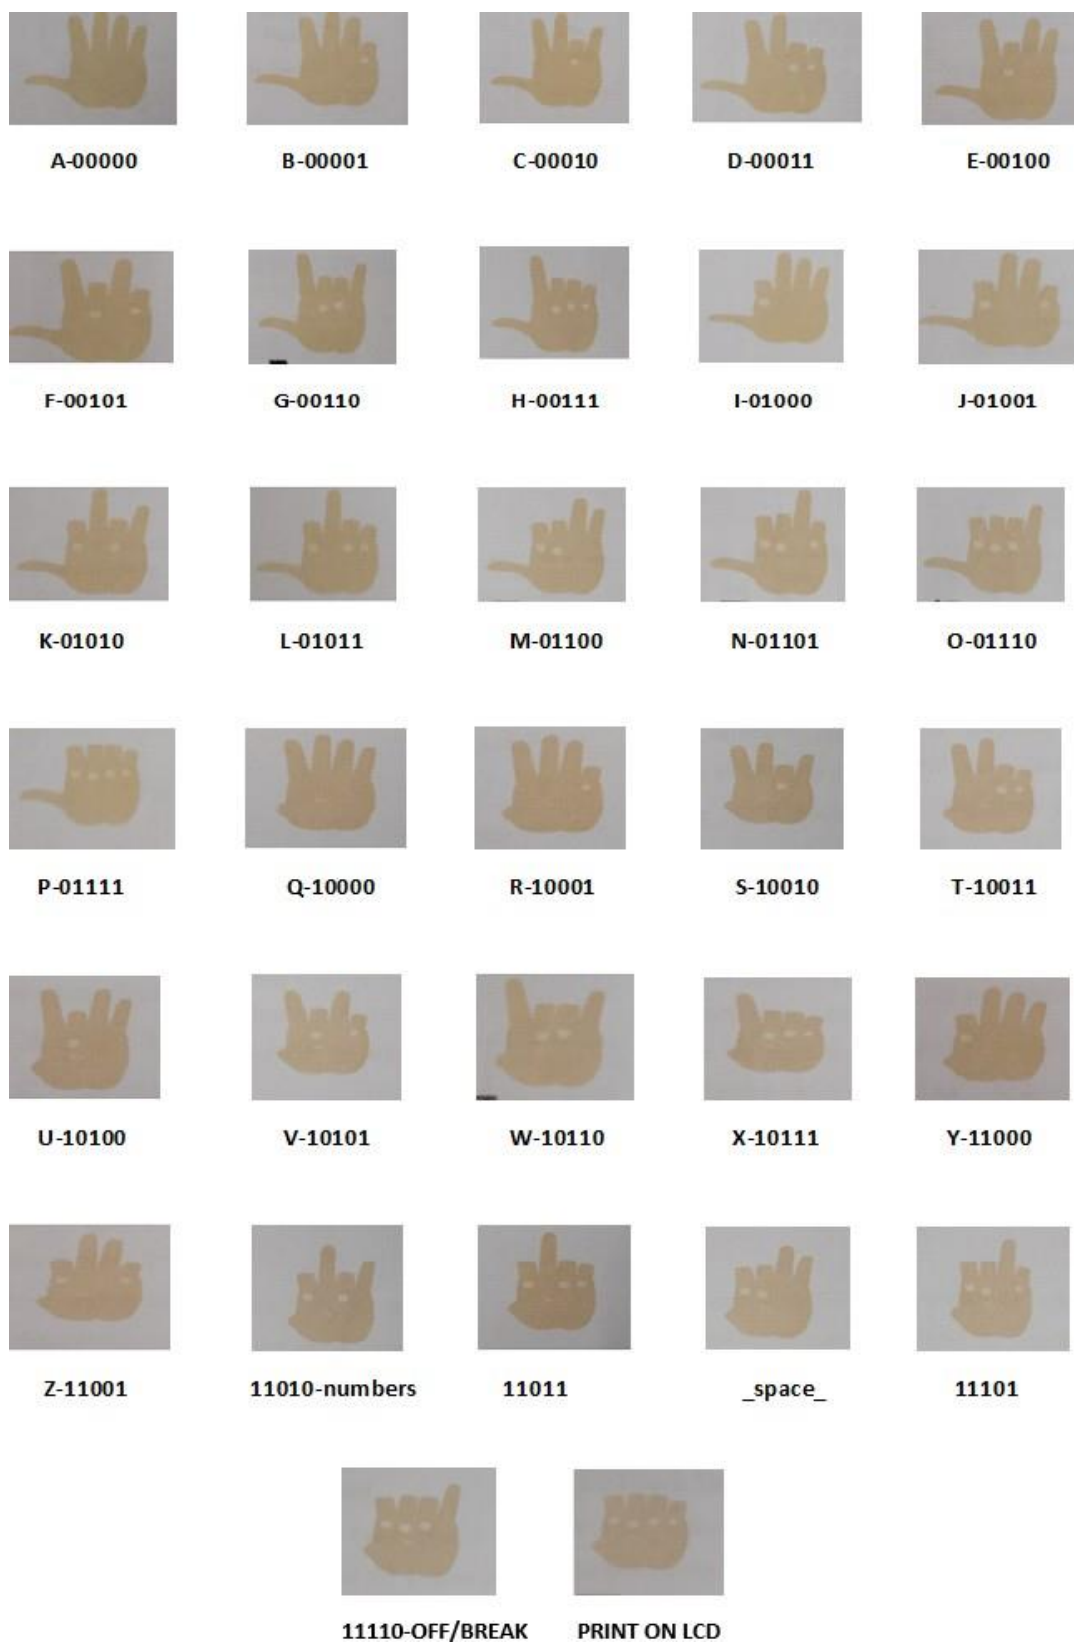 A-00000 B-00001 C-00010 D-00011 E-00100
F-00101 G-00110 H-00111 I-01000 J-01001
K-01010 L-01011 M-01100 N-01101 O-01110
P-01111 Q-10000 R-10001 S-10010 T-10011
U-10100 V-10101 W-10110 X-10111 Y-11000
Z-11001 11010-numbers 11011 _space_ 11101
11110-OFF/BREAK PRINT ON LCD